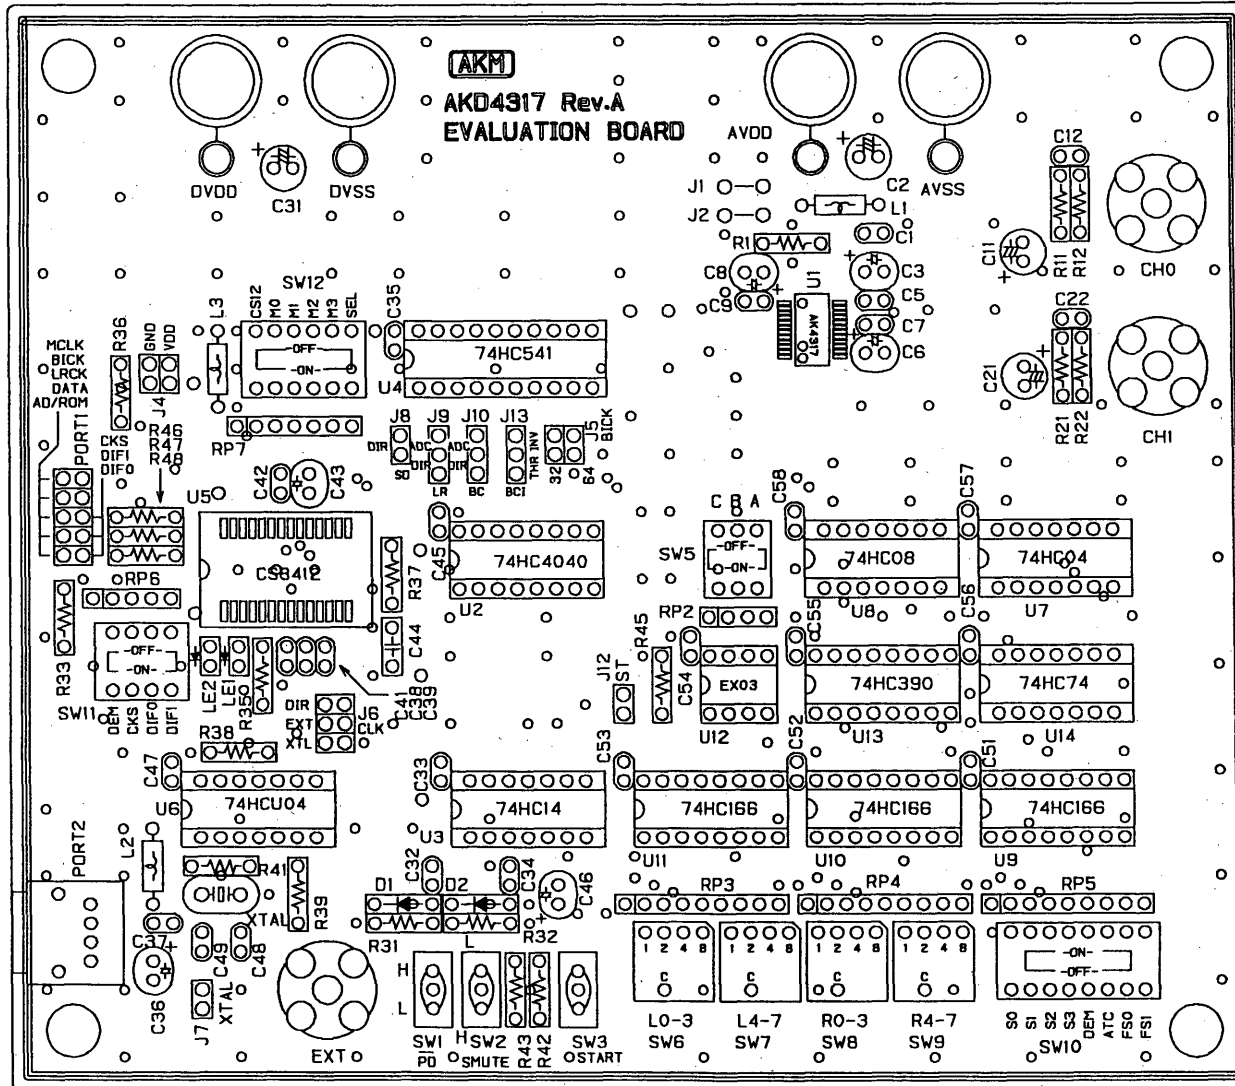 AKM
AKD4317 Rev.A
EVALUATION BOARD
DVDD
C31
DVSS
AVDD
C2
AVSS
J1
J2
L1
R1
C1
C12
C11
R11
R12
CH0
C8
C9
U1
AK4317
C3
C5
C7
C6
C22
C21
R21
R22
CH1
MCLK
BICK
LRCK
DATA
AD/ROM
PORT1
R36
GND
VDD
J4
L3
SW12
CS12
M0
M1
M2
M3
SEL
-OFF-
-ON-
C35
74HC541
U4
RP7
CKS
DIF1
DIF0
R46
R47
R48
J8
J9
J10
J13
J5
BICK
DIR
SO
ADC
DIR
LR
ADC
DIR
BC
INV
THR
BCI
32
64
U5
C42
C43
CS8412
R37
C45
74HC4040
U2
C B A
SW5
-OFF-
-ON-
RP2
C58
74HC08
U8
C57
74HC04
U7
RP6
R33
-OFF-
-ON-
SW11
DEM
CKS
DIF0
DIF1
LE2
LE1
R35
C44
C41
C38
C39
DIR
EXT
XTL
J6
CLK
R38
J12
ST
R45
C54
EX03
U12
C55
74HC390
U13
C56
74HC74
U14
C47
U6
74HCU04
C33
U3
74HC14
C53
74HC166
U11
C52
74HC166
U10
C51
74HC166
U9
PORT2
L2
R41
XTAL
R39
C32
C34
D1
D2
R31
L
R32
C46
RP3
RP4
RP5
C37
C36
C49
C48
J7
XTAL
EXT
H
L
SW1
PD
H
SW2
SMUTE
R43
R42
SW3
START
1 2 4 8
C
L0-3
SW6
1 2 4 8
C
L4-7
SW7
1 2 4 8
C
R0-3
SW8
1 2 4 8
C
R4-7
SW9
-ON-
-OFF-
S0
S1
S2
S3
DEM
ATC
FS0
FS1
SW10